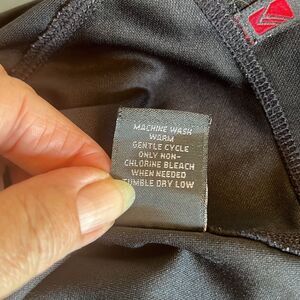 MACHINE WASH
WARM
GENTLE CYCLE
ONLY NON-
CHLORINE BLEACH
WHEN NEEDED
TUMBLE DRY LOW